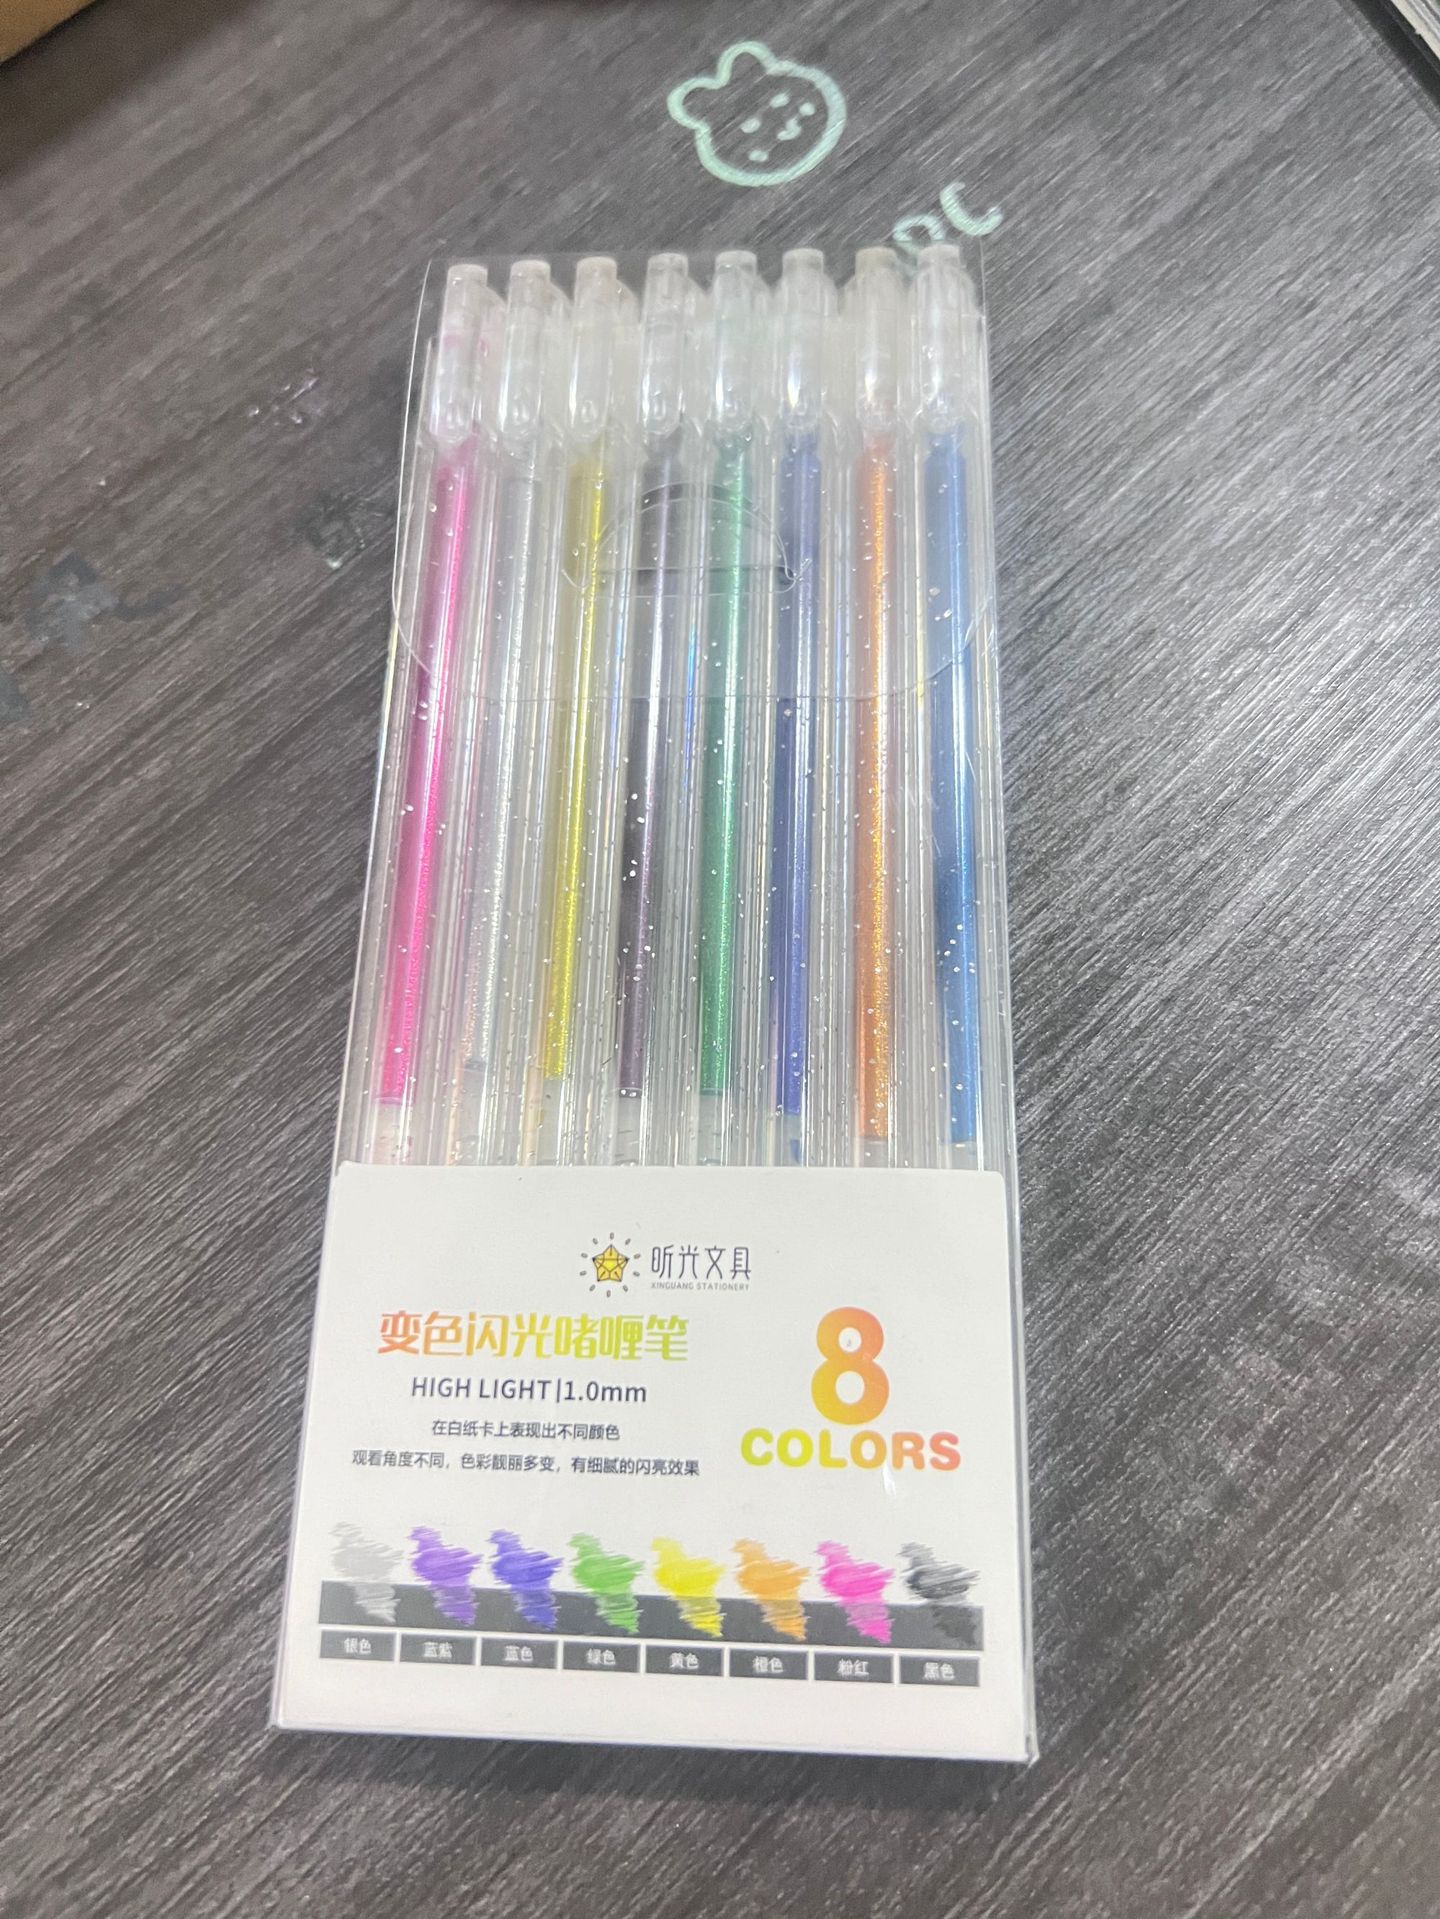 昕光文具
XINGUANG STATIONERY
变色闪光啫喱笔
HIGH LIGHT|1.0mm
8
COLORS
在白纸卡上表现出不同颜色
观看角度不同，色彩靓丽多变，有细腻的闪亮效果
银色 蓝紫 蓝色 绿色 黄色 橙色 粉红 黑色